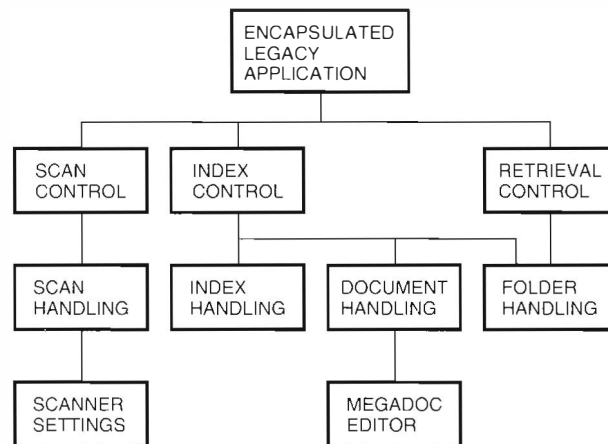 ENCAPSULATED
LEGACY
APPLICATION
SCAN
CONTROL
INDEX
CONTROL
RETRIEVAL
CONTROL
SCAN
HANDLING
INDEX
HANDLING
DOCUMENT
HANDLING
FOLDER
HANDLING
SCANNER
SETTINGS
MEGADOC
EDITOR